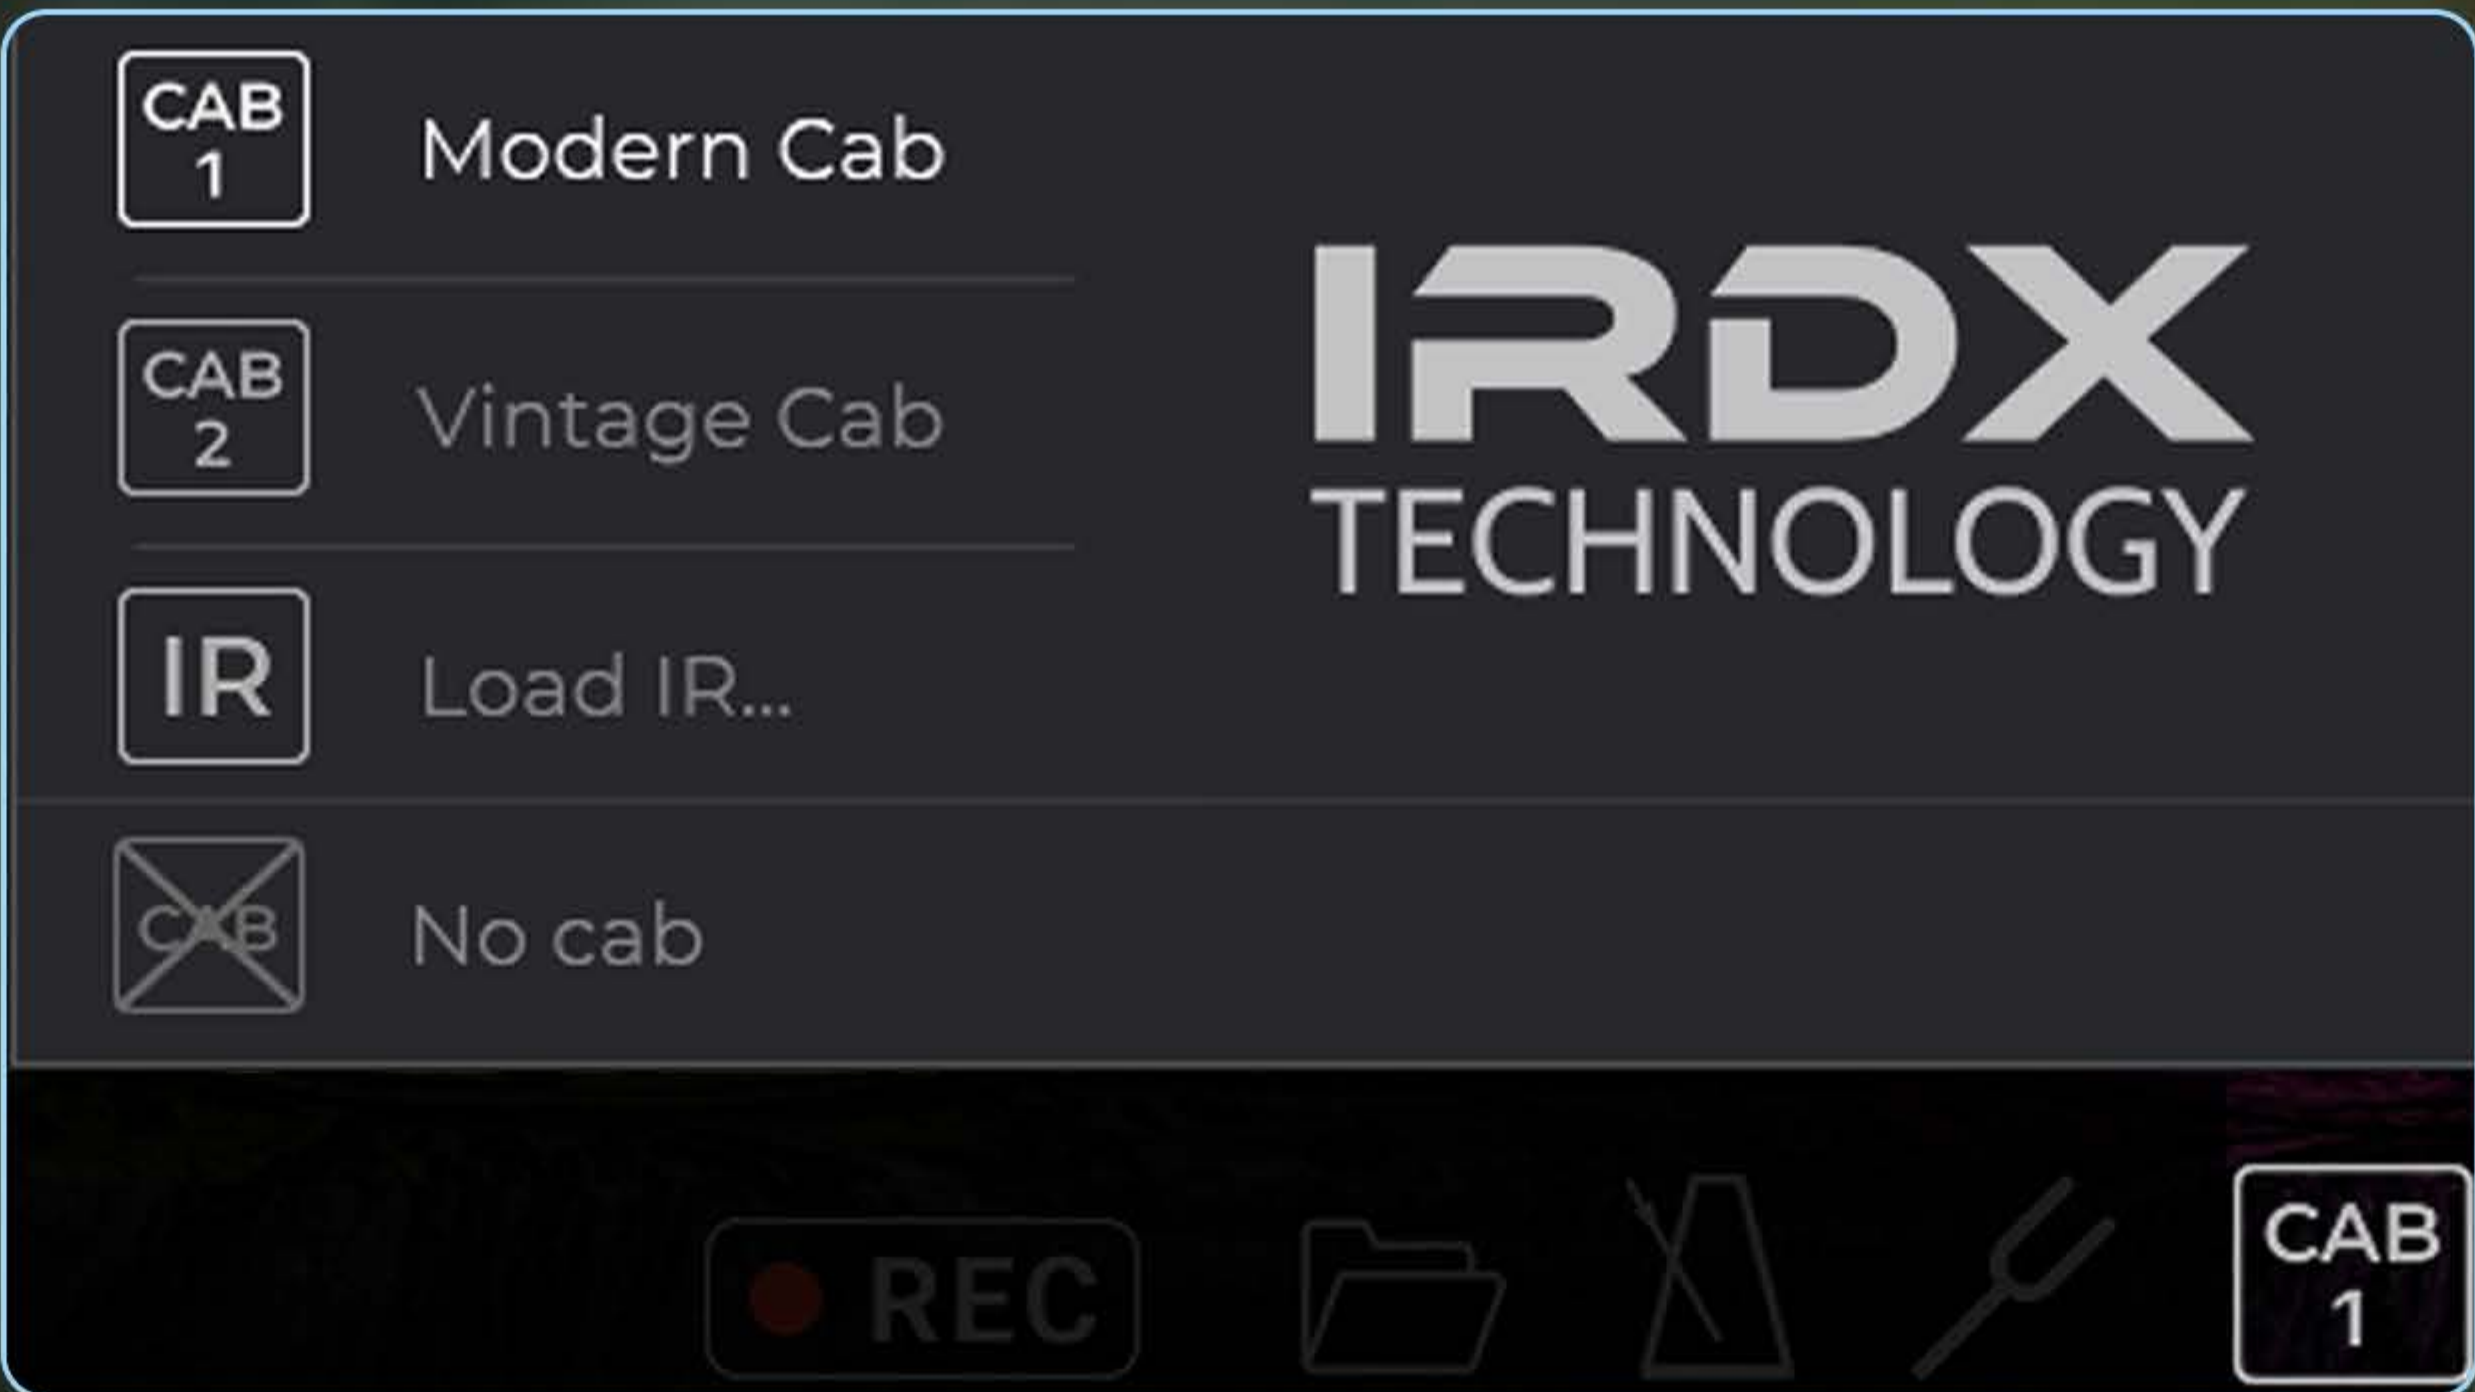 CAB
1
Modern Cab
CAB
2
Vintage Cab
IR
Load IR...
IRDX
TECHNOLOGY
CAB
No cab
REC
CAB
1